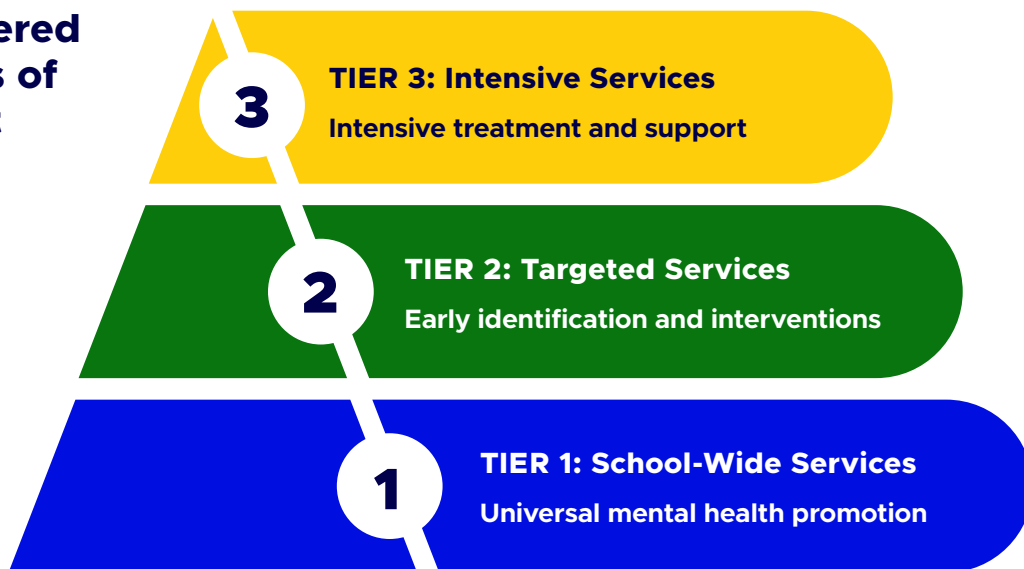 of
3
TIER 3: Intensive Services
Intensive treatment and support
2
TIER 2: Targeted Services
Early identification and interventions
1
TIER 1: School-Wide Services
Universal mental health promotion